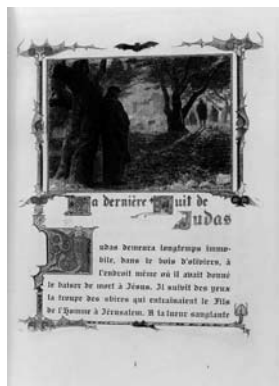 La dernière Nuit de
Judas
Judas demeura longtemps immo-
bile, dans le bois d'oliviers, à
l'endroit même où il avait donné
le baiser de mort à Jésus. Il suivit des yeux
la troupe des sbires qui entraînaient le Fils
de l'Homme à Jérusalem. A la lueur sanglante
1